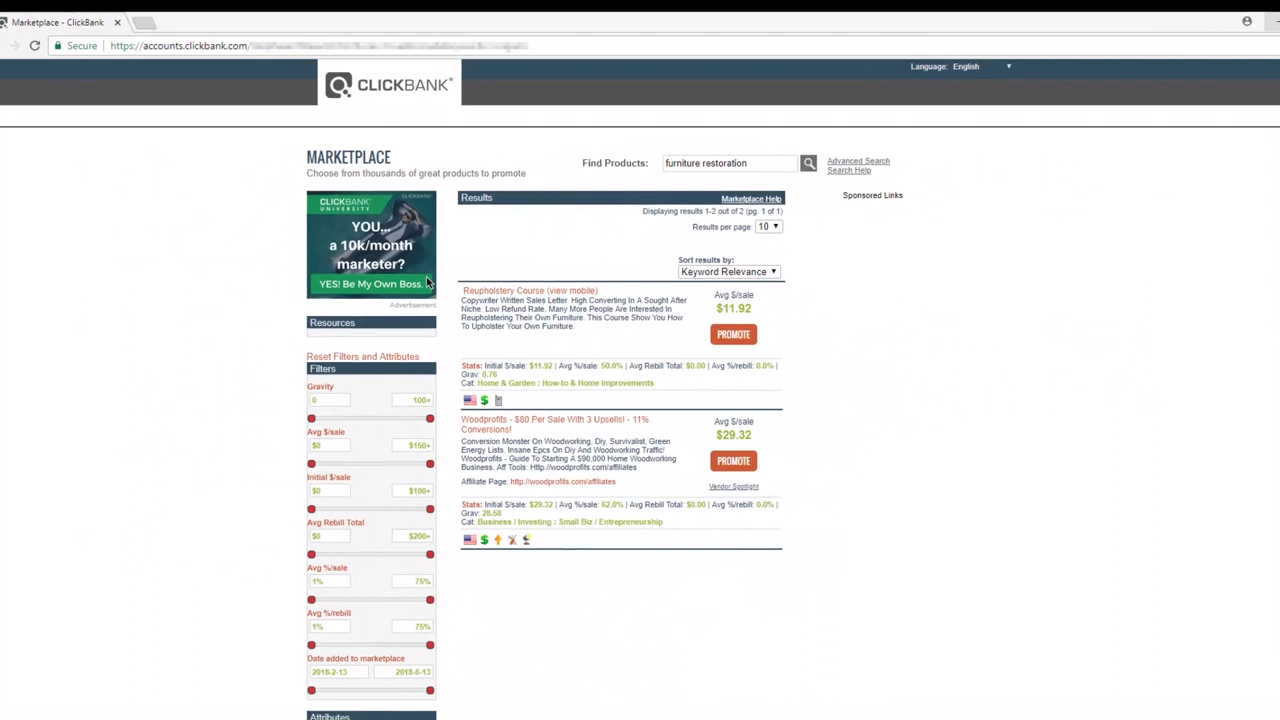 Marketplace - ClickBank
Secure https://accounts.clickbank.com/
Language: English
CLICKBANK®
MARKETPLACE
Choose from thousands of great products to promote
Find Products: furniture restoration
Advanced Search
Search Help
CLICKBANK
UNIVERSITY
CLICKBANK
YOU...
a 10k/month
marketer?
YES! Be My Own Boss.
Advertisement
Resources
Reset Filters and Attributes
Filters
Gravity
0 100+
Avg $/sale
$0 $150+
Initial $/sale
$0 $100+
Avg Rebill Total
$0 $200+
Avg %/sale
1% 75%
Avg %/rebill
1% 75%
Date added to marketplace
2018-2-13 2018-6-13
Attributes
Results Marketplace Help
Displaying results 1-2 out of 2 (pg. 1 of 1)
Results per page: 10
Sort results by:
Keyword Relevance
Reupholstery Course (view mobile)
Copywriter Written Sales Letter. High Converting In A Sought After
Niche. Low Refund Rate. Many More People Are Interested In
Reupholstering Their Own Furniture. This Course Show You How
To Upholster Your Own Furniture.
Avg $/sale
$11.92
PROMOTE
Stats: Initial $/sale: $11.92 | Avg %/sale: 50.0% | Avg Rebill Total: $0.00 | Avg %/rebill: 0.0% |
Grav: 0.76
Cat: Home & Garden : How-to & Home Improvements
Woodprofits - $80 Per Sale With 3 Upsells! - 11%
Conversions!
Conversion Monster On Woodworking, Diy, Survivalist, Green
Energy Lists. Insane Epcs On Diy And Woodworking Traffic!
Woodprofits - Guide To Starting A $90,000 Home Woodworking
Business. Aff Tools: Http://woodprofits.com/affiliates
Affiliate Page: http://woodprofits.com/affiliates
Avg $/sale
$29.32
PROMOTE
Vendor Spotlight
Stats: Initial $/sale: $29.32 | Avg %/sale: 62.0% | Avg Rebill Total: $0.00 | Avg %/rebill: 0.0% |
Grav: 28.58
Cat: Business / Investing : Small Biz / Entrepreneurship
Sponsored Links